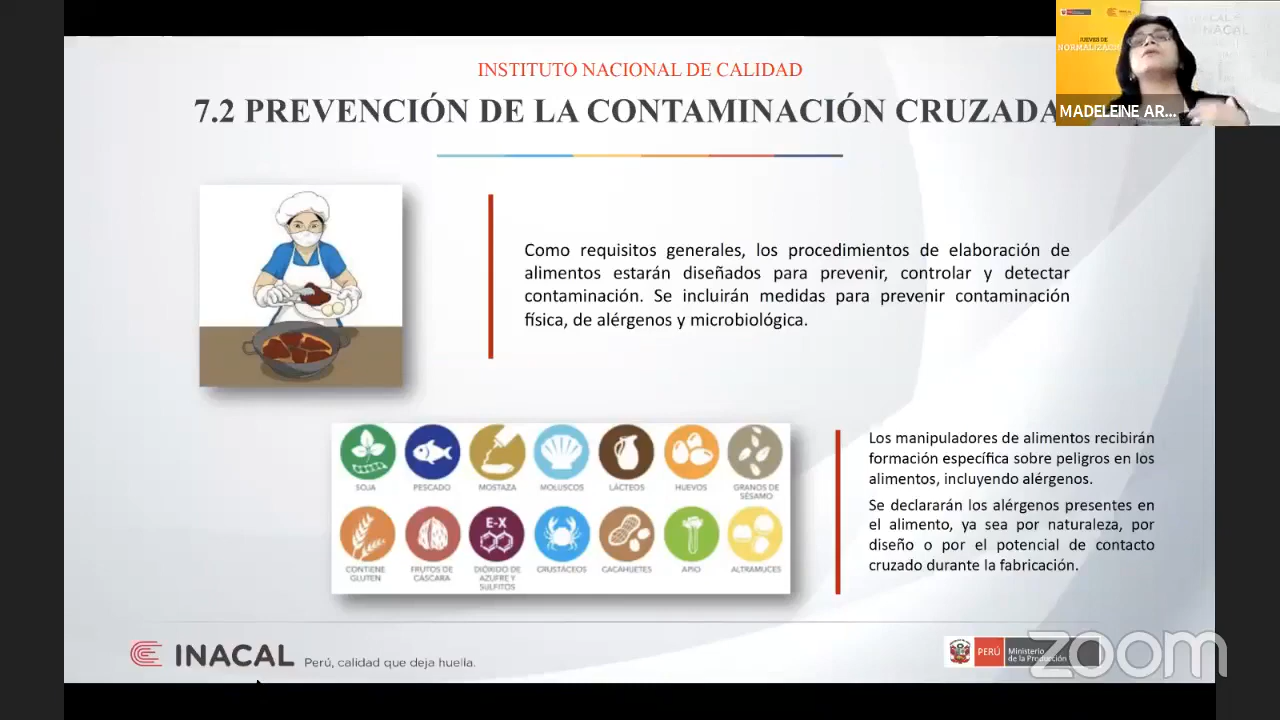 INSTITUTO NACIONAL DE CALIDAD
7.2 PREVENCIÓN DE LA CONTAMINACIÓN CRUZADA
JUEVES DE
NORMALIZACIÓ
INACAL
MADELEINE AR...
Como requisitos generales, los procedimientos de elaboración de
alimentos estarán diseñados para prevenir, controlar y detectar
contaminación. Se incluirán medidas para prevenir contaminación
física, de alérgenos y microbiológica.
SOJA
PESCADO
MOSTAZA
MOLUSCOS
LÁCTEOS
HUEVOS
GRANOS DE
SÉSAMO
E-X
CONTIENE
GLUTEN
FRUTOS DE
CÁSCARA
DIÓXIDO DE
AZUFRE Y
SULFITOS
CRUSTÁCEOS
CACAHUETES
APIO
ALTRAMUCES
Los manipuladores de alimentos recibirán
formación específica sobre peligros en los
alimentos, incluyendo alérgenos.
Se declararán los alérgenos presentes en
el alimento, ya sea por naturaleza, por
diseño o por el potencial de contacto
cruzado durante la fabricación.
INACAL Perú, calidad que deja huella.
PERÚ
Ministerio
de la Producción
zoom